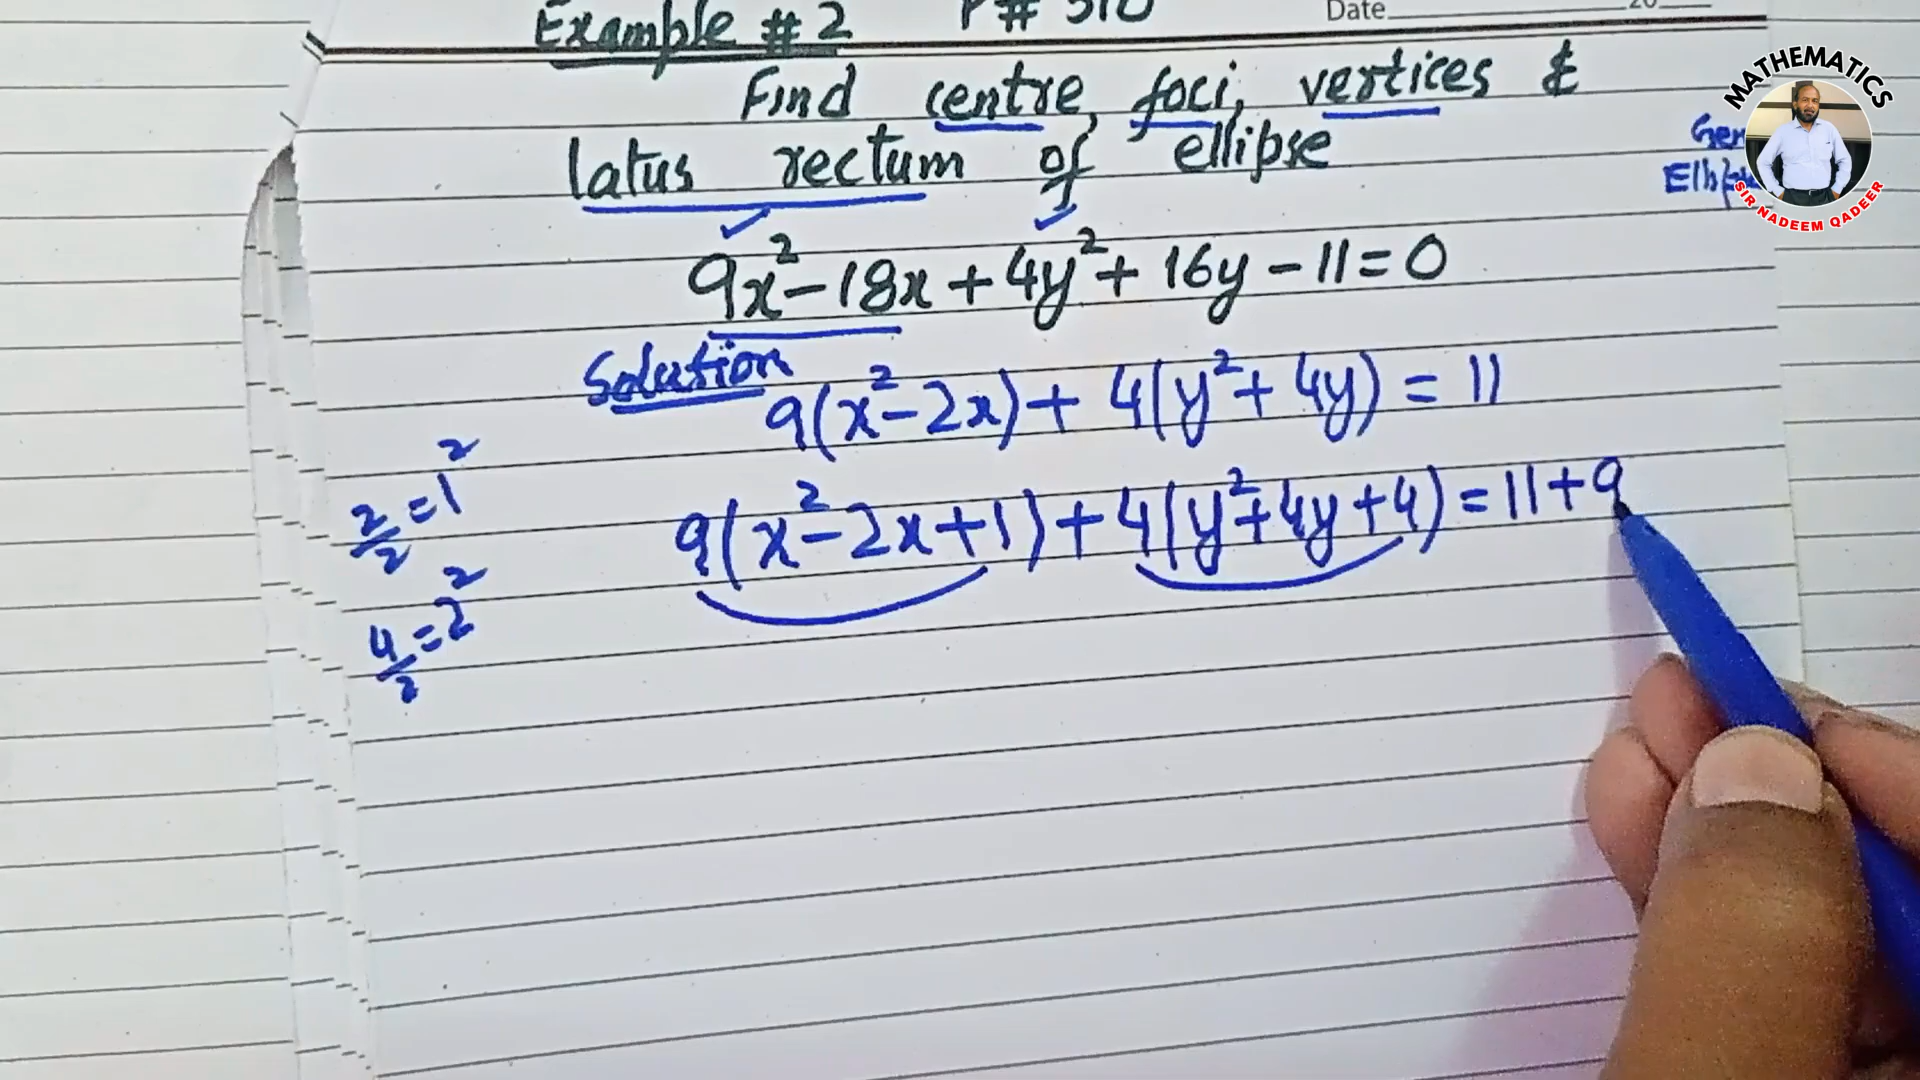 Example # 2 P# 310 Date 20
Find centre, foci, vertices &
latus rectum of ellipse
9x² - 18x + 4y² + 16y - 11 = 0
Solution
9(x² - 2x) + 4(y² + 4y) = 11
9(x² - 2x + 1) + 4(y² + 4y + 4) = 11 + 9
2/2 = 1²
4/2 = 2²
MATHEMATICS
SIR NADEEM QADEER